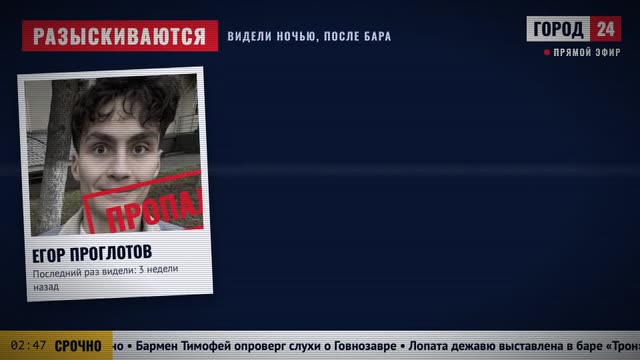 РАЗЫСКИВАЮТСЯ
ВИДЕЛИ НОЧЬЮ, ПОСЛЕ БАРА
ГОРОД 24
ПРЯМОЙ ЭФИР
ПРОПАЛ
ЕГОР ПРОГЛОТОВ
Последний раз видели: 3 недели
назад
02:47 СРОЧНО но • Бармен Тимофей опроверг слухи о Говнозавре • Лопата дежавю выставлена в баре «Трон